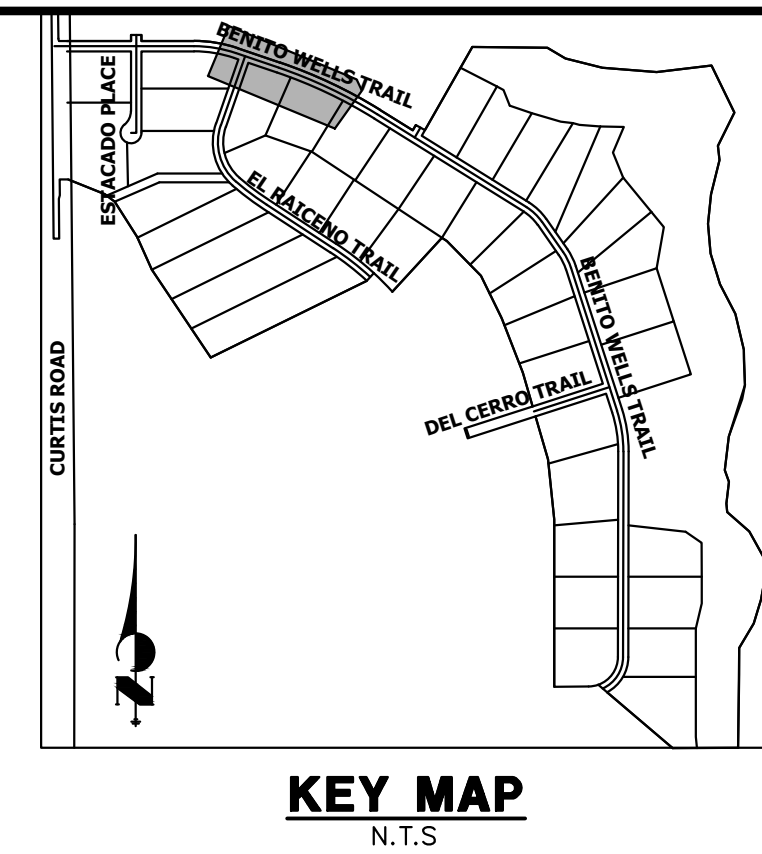 BENITO WELLS TRAIL
ESTACADO PLACE
EL RAICENO TRAIL
BENITO WELLS TRAIL
DEL CERRO TRAIL
CURTIS ROAD
N
KEY MAP
N.T.S